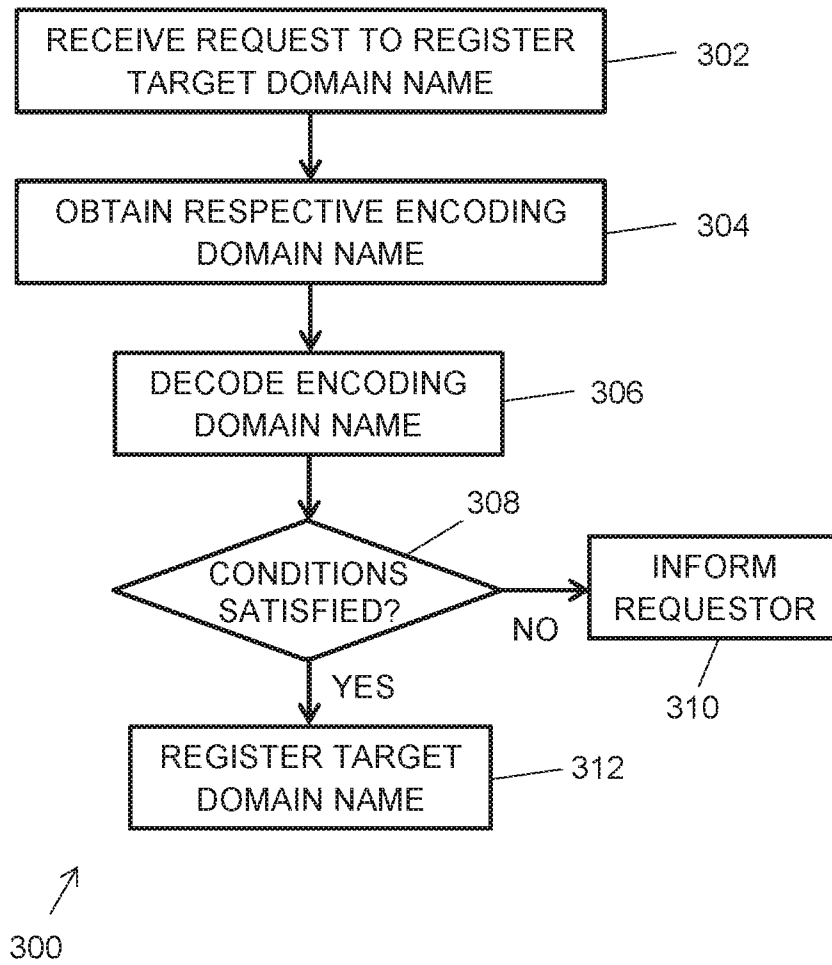 RECEIVE REQUEST TO REGISTER
TARGET DOMAIN NAME
302
OBTAIN RESPECTIVE ENCODING
DOMAIN NAME
304
DECODE ENCODING
DOMAIN NAME
306
308
CONDITIONS
SATISFIED?
NO
INFORM
REQUESTOR
310
YES
REGISTER TARGET
DOMAIN NAME
312
300